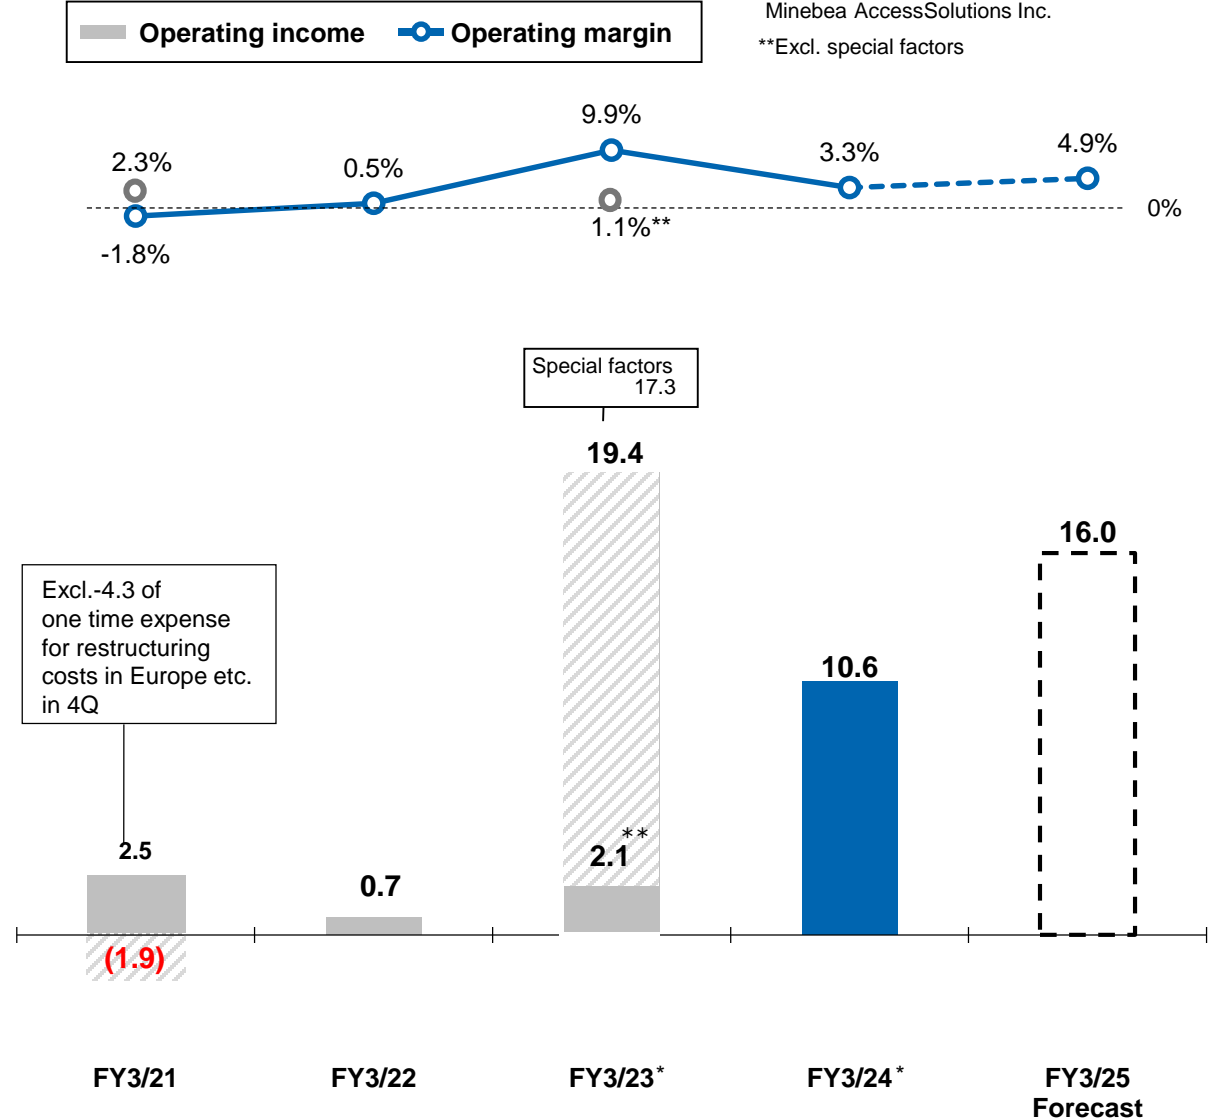 Minebea AccessSolutions Inc.
Operating income
Operating margin
**Excl. special factors
9.9%
2.3%
0.5%
3.3%
4.9%
0%
1.1%**
-1.8%
Special factors
17.3
19.4
16.0
Excl.-4.3 of
one time expense
for restructuring
costs in Europe etc.
in 4Q
10.6
**
2.5
2.1
0.7
(1.9)
FY3/21
FY3/22
FY3/23*
FY3/24*
FY3/25
Forecast